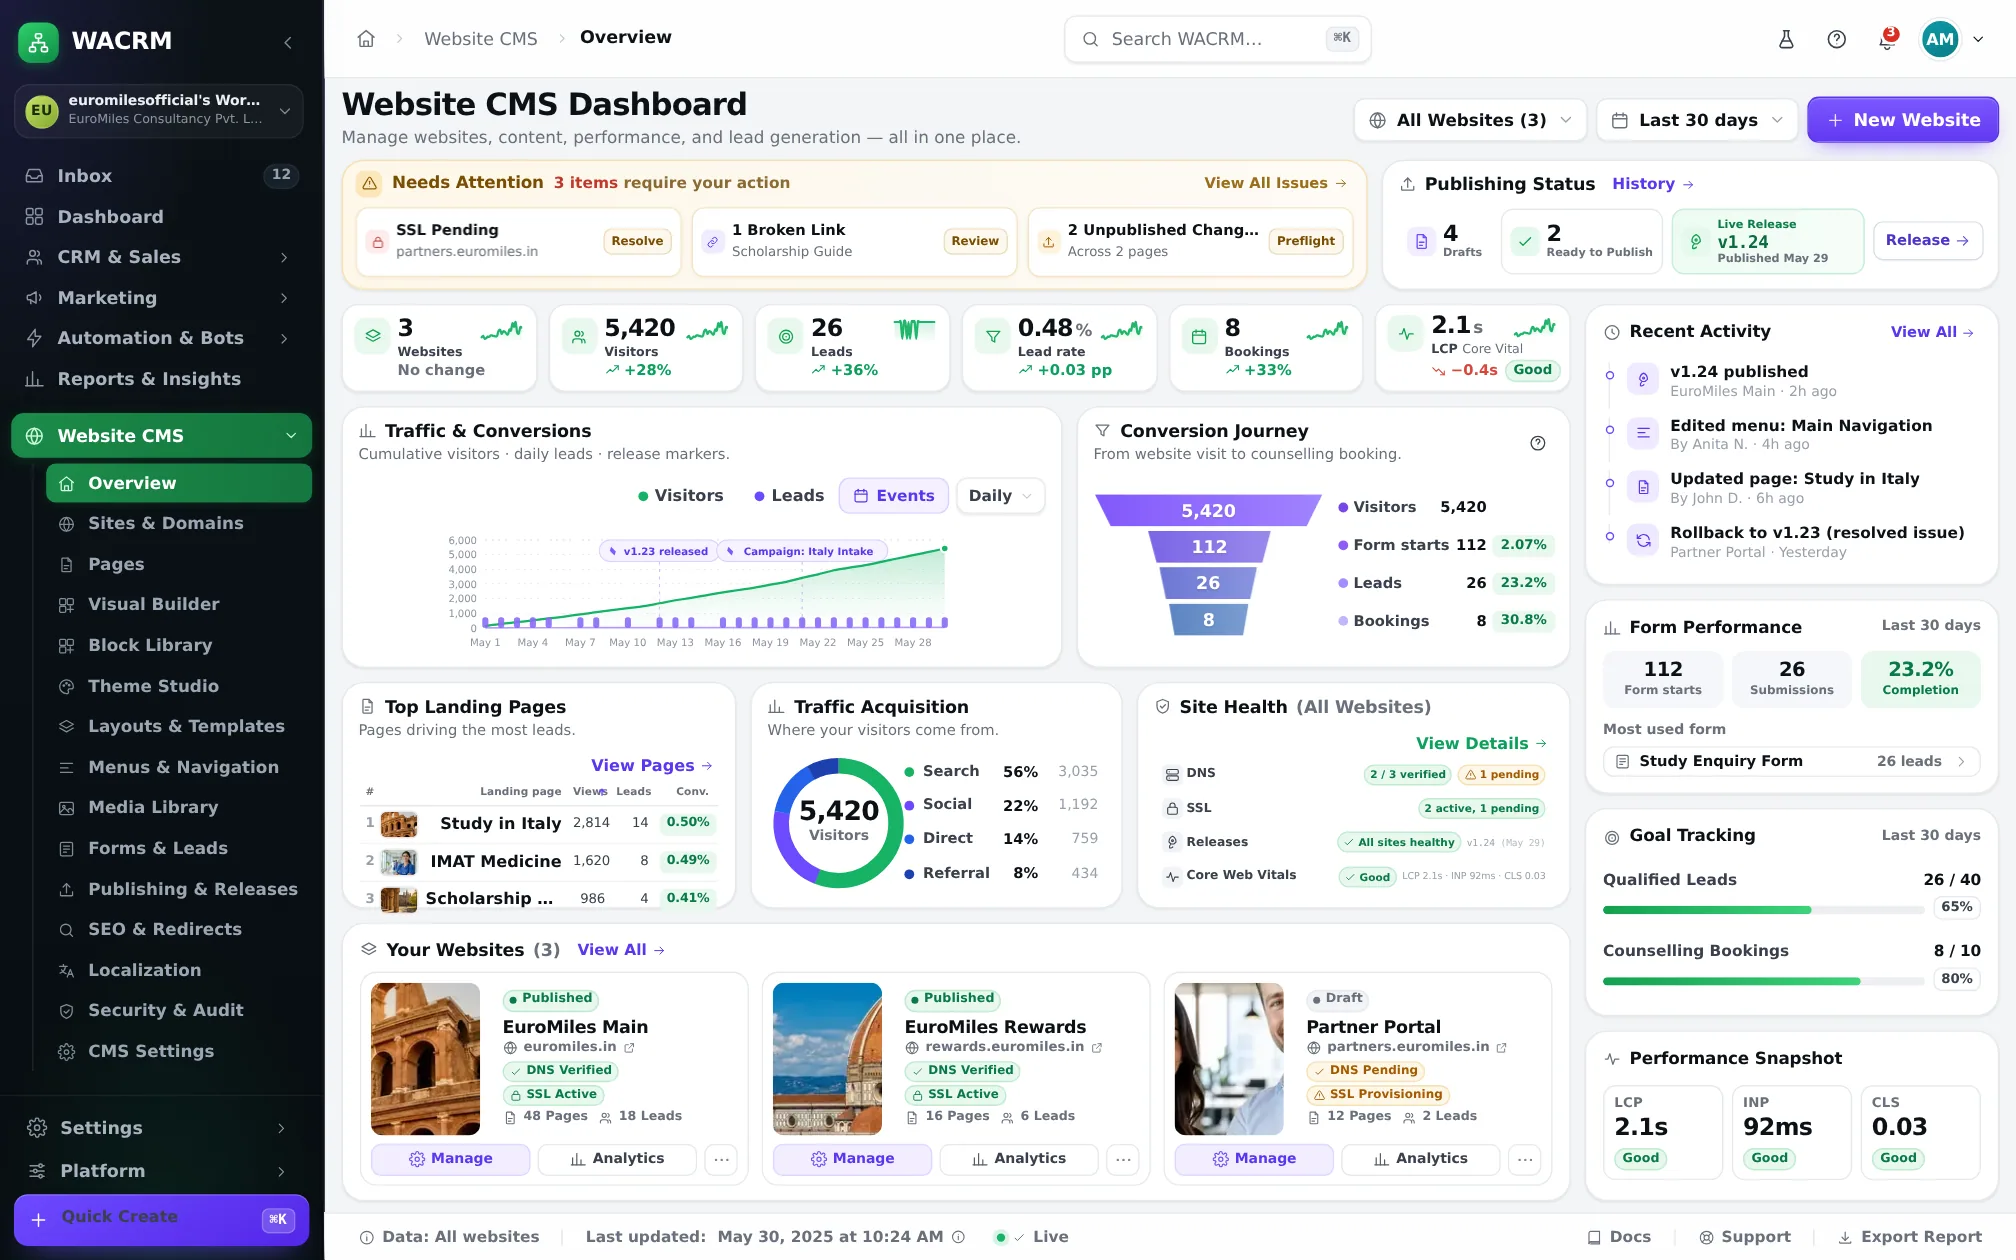 WACRM
EU
euromilesofficial's Wor...
EuroMiles Consultancy Pvt. L...
Inbox 12
Dashboard
CRM & Sales
Marketing
Automation & Bots
Reports & Insights
Website CMS
Overview
Sites & Domains
Pages
Visual Builder
Block Library
Theme Studio
Layouts & Templates
Menus & Navigation
Media Library
Forms & Leads
Publishing & Releases
SEO & Redirects
Localization
Security & Audit
CMS Settings
Settings
Platform
Quick Create ⌘K
Website CMS Overview
Search WACRM... ⌘K
3
AM
Website CMS Dashboard
Manage websites, content, performance, and lead generation — all in one place.
All Websites (3)
Last 30 days
New Website
Needs Attention 3 items require your action
View All Issues →
SSL Pending
partners.euromiles.in
Resolve
1 Broken Link
Scholarship Guide
Review
2 Unpublished Chang...
Across 2 pages
Preflight
Publishing Status History →
4
Drafts
2
Ready to Publish
Live Release
v1.24
Published May 29
Release →
3
Websites
No change
5,420
Visitors
+28%
26
Leads
+36%
0.48%
Lead rate
+0.03 pp
8
Bookings
+33%
2.1s
LCP Core Vital
−0.4s Good
Traffic & Conversions
Cumulative visitors · daily leads · release markers.
Visitors Leads Events Daily
6,000
5,000
4,000
3,000
2,000
1,000
0
v1.23 released
Campaign: Italy Intake
May 1 May 4 May 7 May 10 May 13 May 16 May 19 May 22 May 25 May 28
Conversion Journey
From website visit to counselling booking.
5,420
112
26
8
Visitors 5,420
Form starts 112 2.07%
Leads 26 23.2%
Bookings 8 30.8%
Recent Activity View All →
v1.24 published
EuroMiles Main · 2h ago
Edited menu: Main Navigation
By Anita N. · 4h ago
Updated page: Study in Italy
By John D. · 6h ago
Rollback to v1.23 (resolved issue)
Partner Portal · Yesterday
Top Landing Pages
Pages driving the most leads.
View Pages →
# Landing page Views Leads Conv.
1 Study in Italy 2,814 14 0.50%
2 IMAT Medicine 1,620 8 0.49%
3 Scholarship ... 986 4 0.41%
Traffic Acquisition
Where your visitors come from.
5,420
Visitors
Search 56% 3,035
Social 22% 1,192
Direct 14% 759
Referral 8% 434
Site Health (All Websites)
View Details →
DNS 2 / 3 verified 1 pending
SSL 2 active, 1 pending
Releases All sites healthy v1.24 (May 29)
Core Web Vitals Good LCP 2.1s · INP 92ms · CLS 0.03
Form Performance Last 30 days
112
Form starts
26
Submissions
23.2%
Completion
Most used form
Study Enquiry Form 26 leads
Goal Tracking Last 30 days
Qualified Leads 26 / 40
65%
Counselling Bookings 8 / 10
80%
Your Websites (3) View All →
Published
EuroMiles Main
euromiles.in
DNS Verified
SSL Active
48 Pages 18 Leads
Manage Analytics ...
Published
EuroMiles Rewards
rewards.euromiles.in
DNS Verified
SSL Active
16 Pages 6 Leads
Manage Analytics ...
Draft
Partner Portal
partners.euromiles.in
DNS Pending
SSL Provisioning
12 Pages 2 Leads
Manage Analytics ...
Performance Snapshot
LCP
2.1s
Good
INP
92ms
Good
CLS
0.03
Good
Data: All websites
Last updated: May 30, 2025 at 10:24 AM
Live
Docs
Support
Export Report